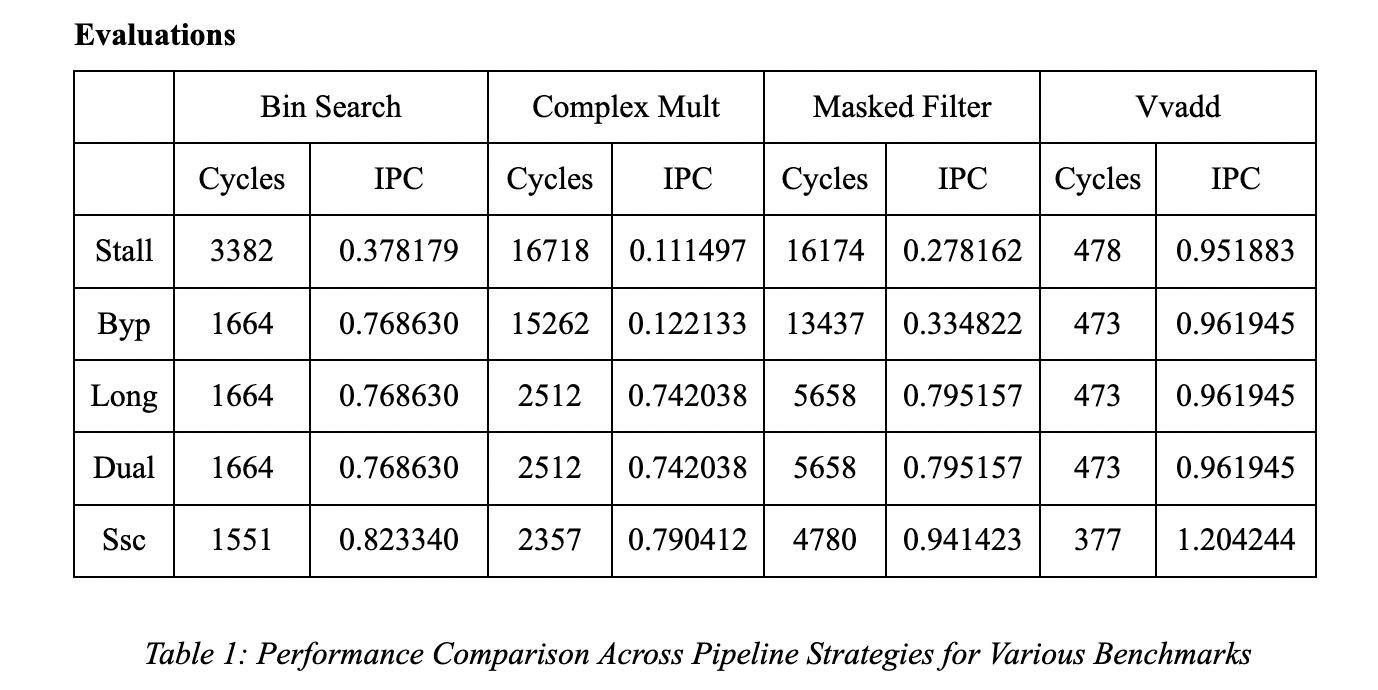 Evaluations
Bin Search Complex Mult Masked Filter Vvadd
Cycles IPC Cycles IPC Cycles IPC Cycles IPC
Stall 3382 0.378179 16718 0.111497 16174 0.278162 478 0.951883
Byp 1664 0.768630 15262 0.122133 13437 0.334822 473 0.961945
Long 1664 0.768630 2512 0.742038 5658 0.795157 473 0.961945
Dual 1664 0.768630 2512 0.742038 5658 0.795157 473 0.961945
Ssc 1551 0.823340 2357 0.790412 4780 0.941423 377 1.204244
Table 1: Performance Comparison Across Pipeline Strategies for Various Benchmarks